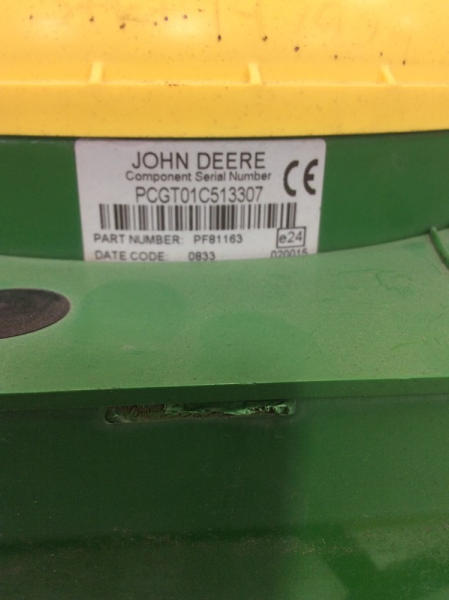 JOHN DEERE
Component Serial Number
CE
PCGT01C513307
PART NUMBER: PF81163
e24
DATE CODE: 0833
020015